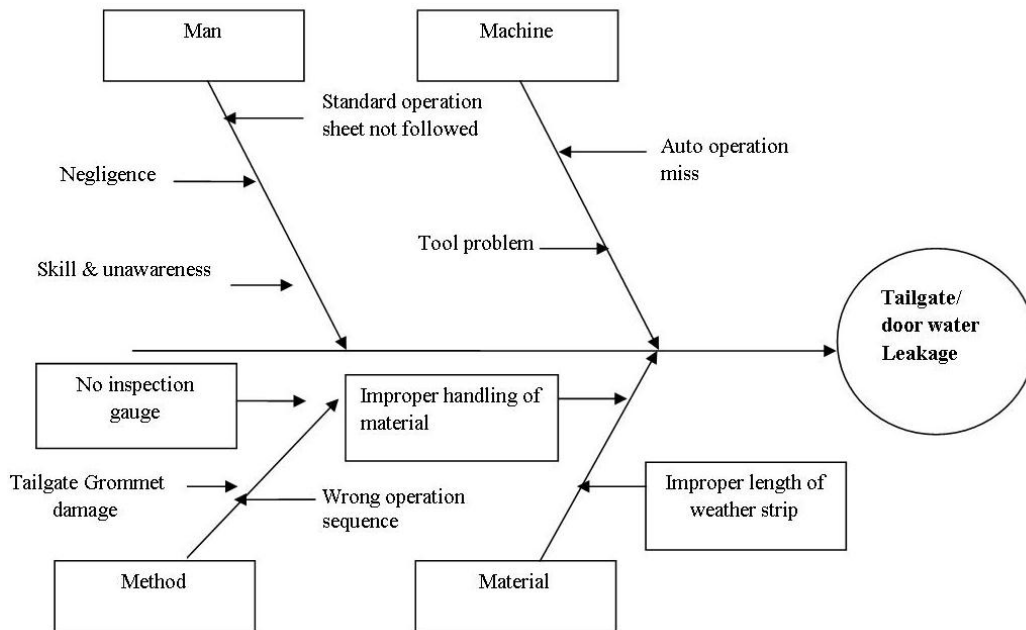 Man
Machine
Standard operation
sheet not followed
Auto operation
miss
Negligence
Tool problem
Skill & unawareness
Tailgate/
door water
Leakage
No inspection
gauge
Improper handling of
material
Tailgate Grommet
damage
Wrong operation
sequence
Improper length of
weather strip
Method
Material